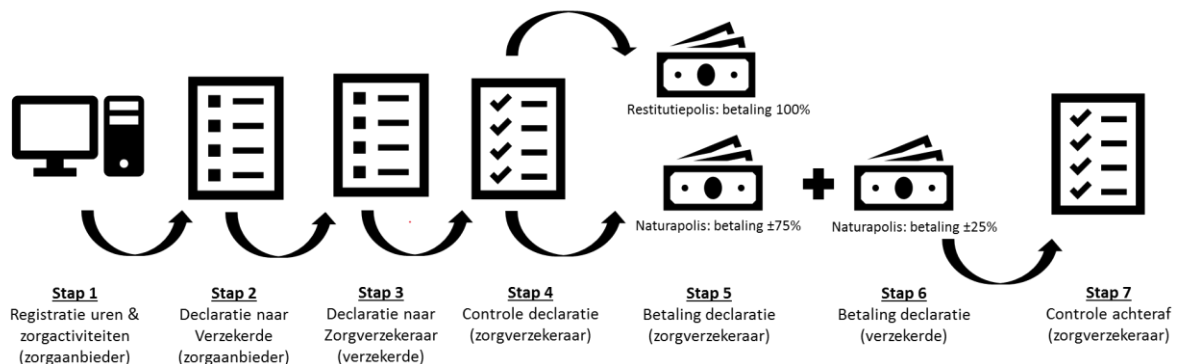 Restitutiepolis: betaling 100%
Naturapolis: betaling ±75%
Naturapolis: betaling ±25%
Stap 1
Registratie uren &
zorgactiviteiten
(zorgaanbieder)
Stap 2
Declaratie naar
Verzekerde
(zorgaanbieder)
Stap 3
Declaratie naar
Zorgverzekeraar
(verzekerde)
Stap 4
Controle declaratie
(zorgverzekeraar)
Stap 5
Betaling declaratie
(zorgverzekeraar)
Stap 6
Betaling declaratie
(verzekerde)
Stap 7
Controle achteraf
(zorgverzekeraar)